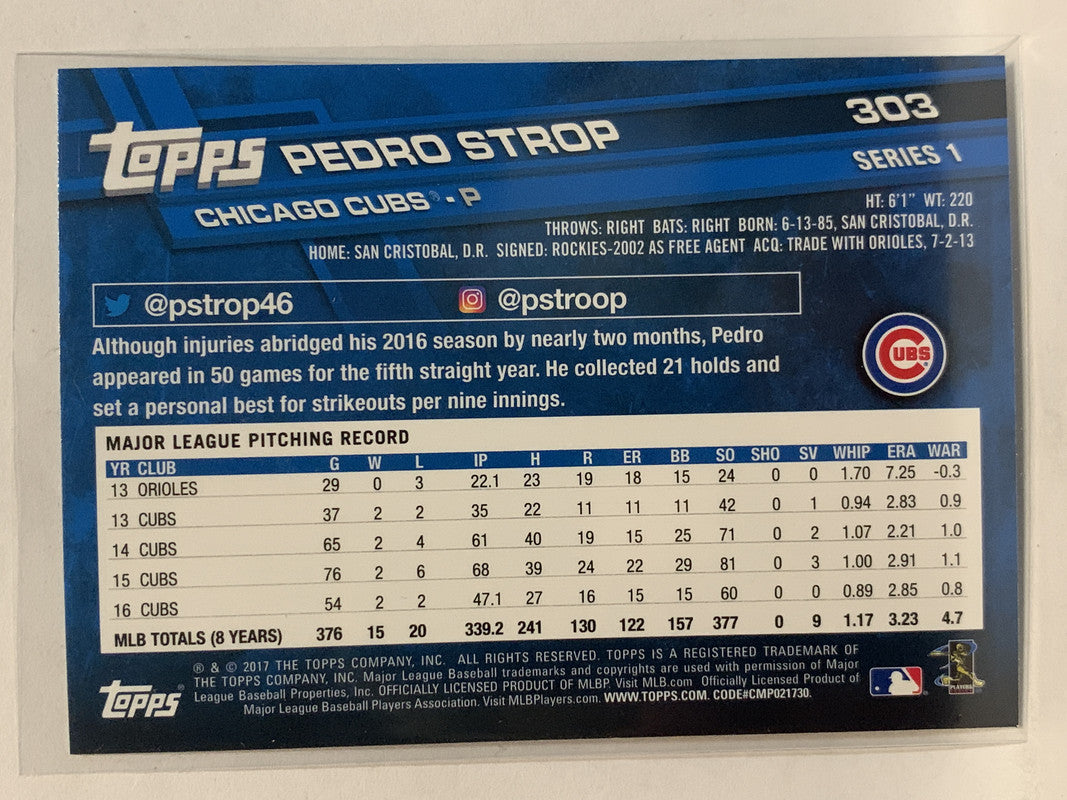 303
TOPPS PEDRO STROP
SERIES 1
CHICAGO CUBS® - P
HT: 6'1" WT: 220
THROWS: RIGHT BATS: RIGHT BORN: 6-13-85, SAN CRISTOBAL, D.R.
HOME: SAN CRISTOBAL, D.R. SIGNED: ROCKIES-2002 AS FREE AGENT ACQ: TRADE WITH ORIOLES, 7-2-13
@pstrop46 @pstroop
Although injuries abridged his 2016 season by nearly two months, Pedro
appeared in 50 games for the fifth straight year. He collected 21 holds and
set a personal best for strikeouts per nine innings.
CUBS
MAJOR LEAGUE PITCHING RECORD
YR CLUB G W L IP H R ER BB SO SHO SV WHIP ERA WAR
13 ORIOLES 29 0 3 22.1 23 19 18 15 24 0 0 1.70 7.25 -0.3
13 CUBS 37 2 2 35 22 11 11 11 42 0 1 0.94 2.83 0.9
14 CUBS 65 2 4 61 40 19 15 25 71 0 2 1.07 2.21 1.0
15 CUBS 76 2 6 68 39 24 22 29 81 0 3 1.00 2.91 1.1
16 CUBS 54 2 2 47.1 27 16 15 15 60 0 0 0.89 2.85 0.8
MLB TOTALS (8 YEARS) 376 15 20 339.2 241 130 122 157 377 0 9 1.17 3.23 4.7
® & © 2017 THE TOPPS COMPANY, INC. ALL RIGHTS RESERVED. TOPPS IS A REGISTERED TRADEMARK OF
THE TOPPS COMPANY, INC. Major League Baseball trademarks and copyrights are used with permission of Major
League Baseball Properties, Inc. OFFICIALLY LICENSED PRODUCT OF MLBP. Visit MLB.com Officially Licensed Product of
Major League Baseball Players Association. Visit MLBPlayers.com. WWW.TOPPS.COM. CODE#CMP021730.
TOPPS®
PLAYERS